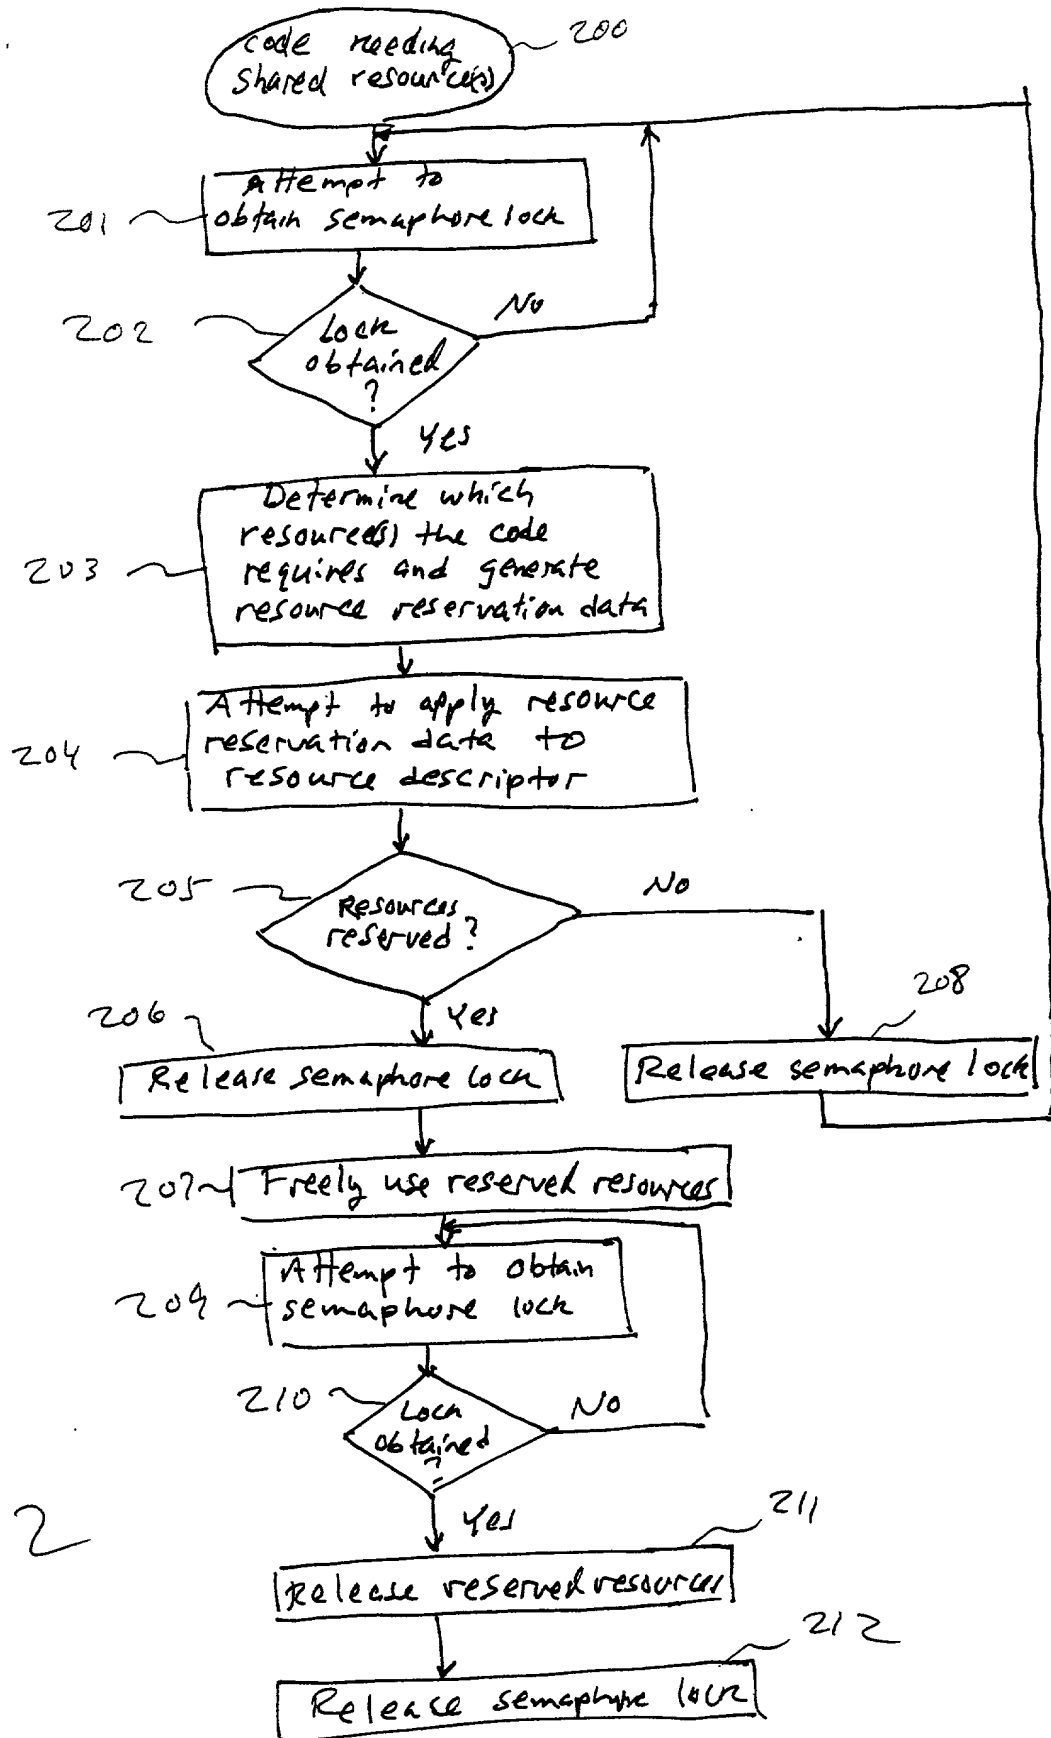 code needing
shared resource(s)
200
Attempt to
obtain semaphore lock
201
No
202
Lock
obtained
?
Yes
Determine which
resource(s) the code
requires and generate
resource reservation data
203
Attempt to apply resource
reservation data to
resource descriptor
204
205
No
Resources
reserved?
Yes
206
208
Release semaphore lock
Release semaphore lock
207
Freely use reserved resources
Attempt to obtain
semaphore lock
209
210
No
Lock
obtained
?
2
Yes
211
Release reserved resources
212
Release semaphore lock